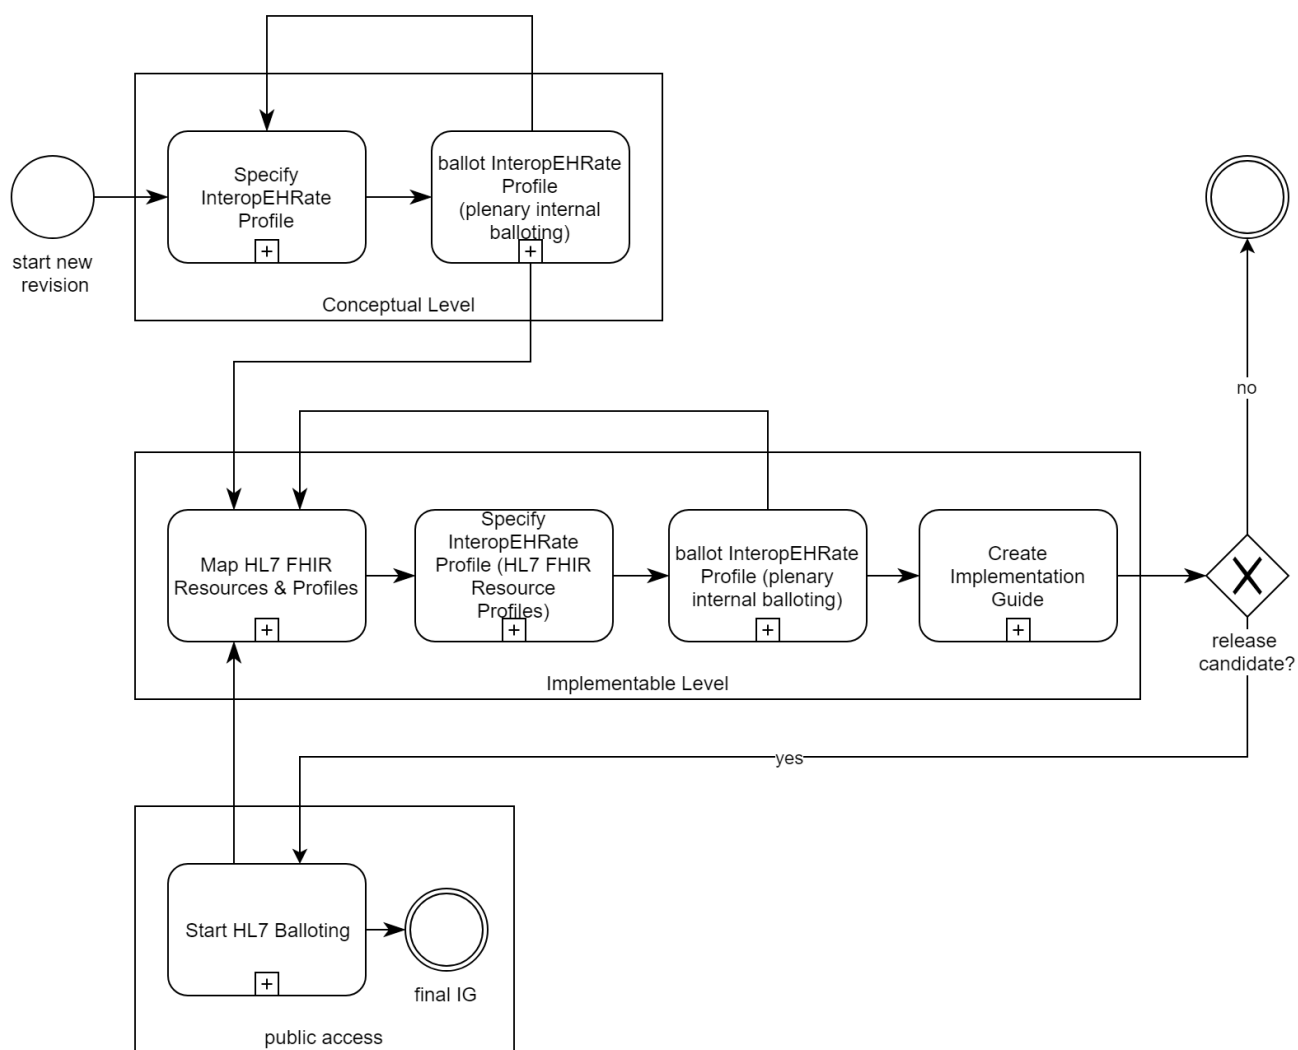 Specify
InteropEHRate
Profile
ballot InteropEHRate
Profile
(plenary internal
balloting)
start new
revision
Conceptual Level
no
Map HL7 FHIR
Resources & Profiles
Specify
InteropEHRate
Profile (HL7 FHIR
Resource
Profiles)
ballot InteropEHRate
Profile (plenary
internal balloting)
Create
Implementation
Guide
release
candidate?
Implementable Level
yes
Start HL7 Balloting
final IG
public access